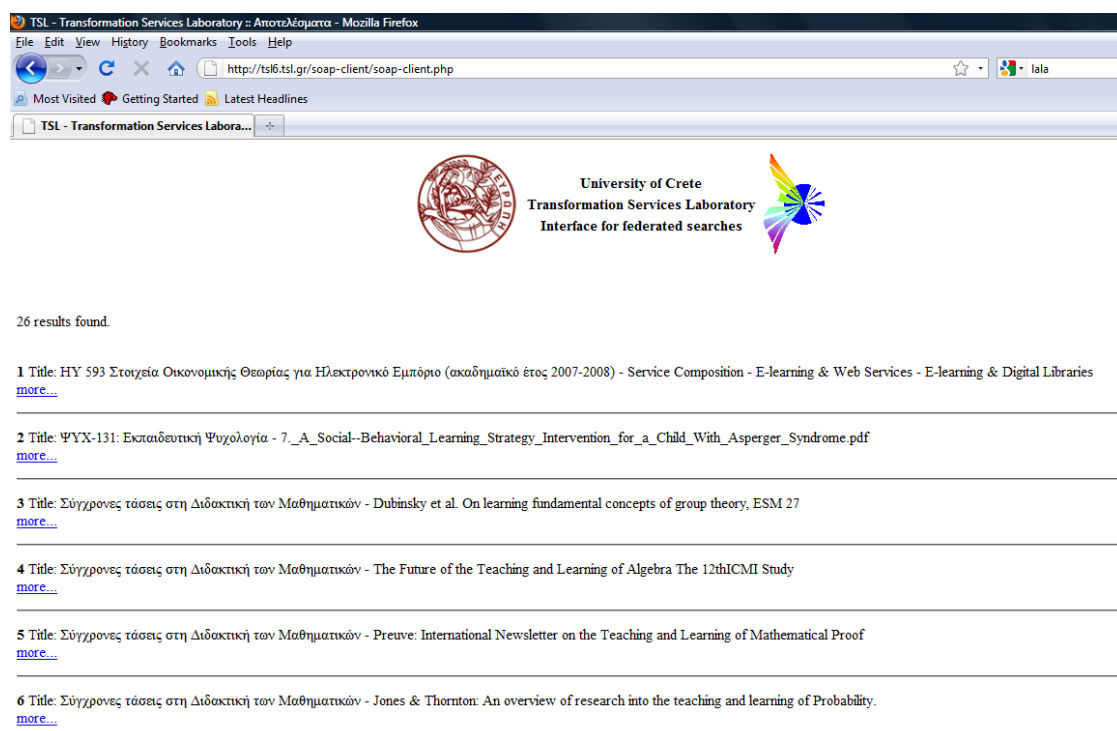 TSL - Transformation Services Laboratory :: Αποτελέσματα - Mozilla Firefox
File Edit View History Bookmarks Tools Help
http://tsl6.tsl.gr/soap-client/soap-client.php
lala
Most Visited Getting Started Latest Headlines
TSL - Transformation Services Labora...
University of Crete
Transformation Services Laboratory
Interface for federated searches
26 results found.
1 Title: ΗΥ 593 Στοιχεία Οικονομικής Θεωρίας για Ηλεκτρονικό Εμπόριο (ακαδημαϊκό έτος 2007-2008) - Service Composition - E-learning & Web Services - E-learning & Digital Libraries
more...
2 Title: ΨΥΧ-131: Εκπαιδευτική Ψυχολογία - 7._A_Social--Behavioral_Learning_Strategy_Intervention_for_a_Child_With_Asperger_Syndrome.pdf
more...
3 Title: Σύγχρονες τάσεις στη Διδακτική των Μαθηματικών - Dubinsky et al. On learning fundamental concepts of group theory, ESM 27
more...
4 Title: Σύγχρονες τάσεις στη Διδακτική των Μαθηματικών - The Future of the Teaching and Learning of Algebra The 12thICMI Study
more...
5 Title: Σύγχρονες τάσεις στη Διδακτική των Μαθηματικών - Preuve: International Newsletter on the Teaching and Learning of Mathematical Proof
more...
6 Title: Σύγχρονες τάσεις στη Διδακτική των Μαθηματικών - Jones & Thornton: An overview of research into the teaching and learning of Probability.
more...